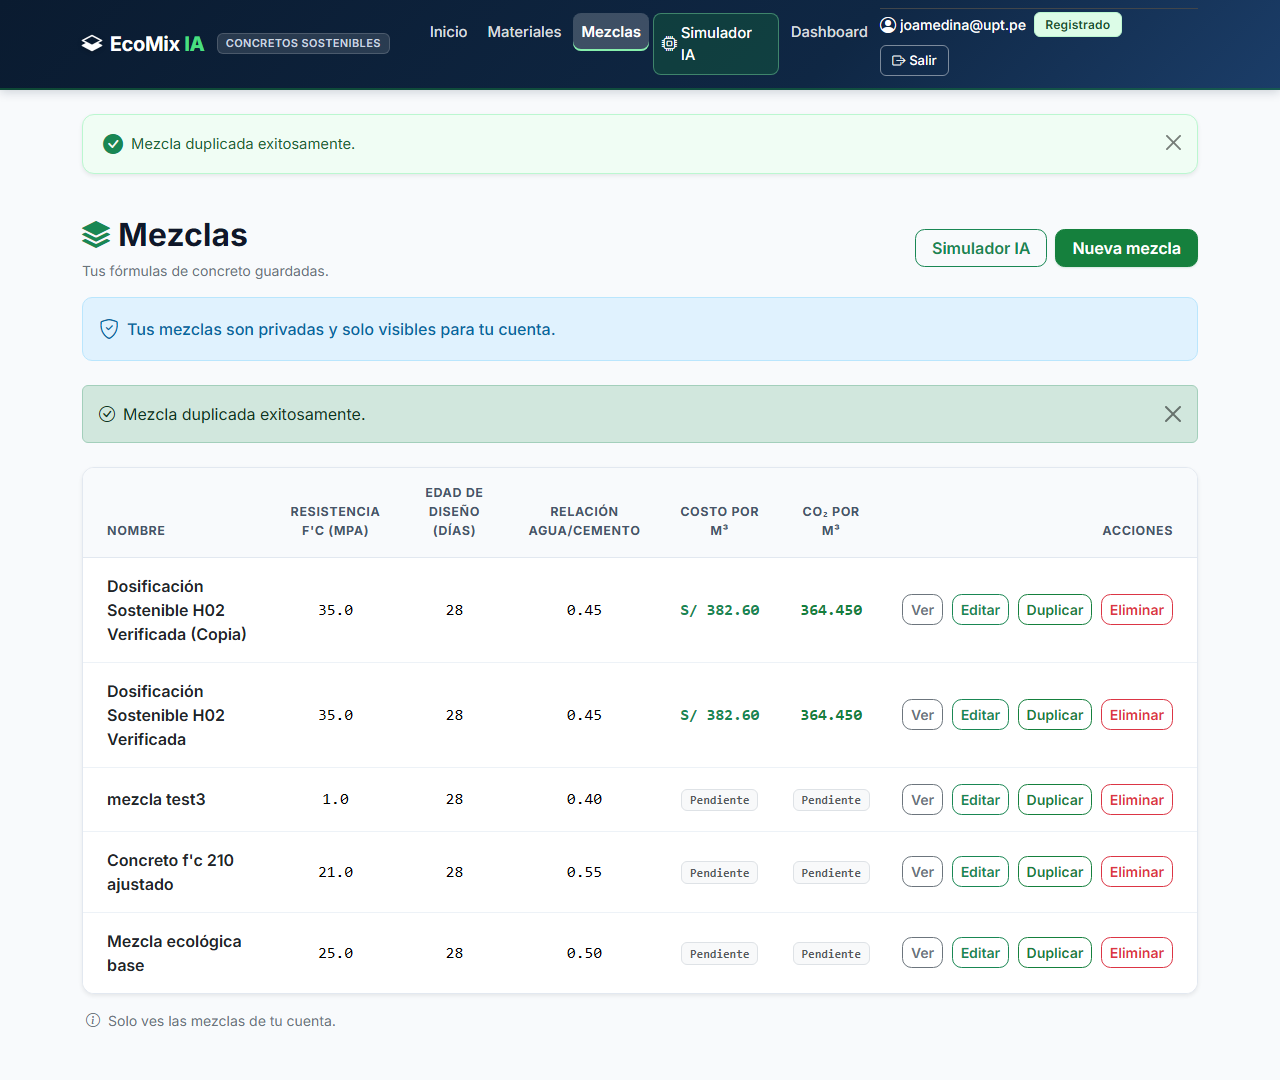 EcoMix IA
CONCRETOS SOSTENIBLES
Inicio
Materiales
Mezclas
Simulador
IA
Dashboard
joamedina@upt.pe
Registrado
Salir
Mezcla duplicada exitosamente.
Mezclas
Tus fórmulas de concreto guardadas.
Simulador IA
Nueva mezcla
Tus mezclas son privadas y solo visibles para tu cuenta.
Mezcla duplicada exitosamente.
NOMBRE
RESISTENCIA
F'C (MPA)
EDAD DE
DISEÑO
(DÍAS)
RELACIÓN
AGUA/CEMENTO
COSTO POR
M³
CO₂ POR
M³
ACCIONES
Dosificación
Sostenible H02
Verificada (Copia)
35.0 28 0.45 S/ 382.60 364.450 Ver Editar Duplicar Eliminar
Dosificación
Sostenible H02
Verificada
35.0 28 0.45 S/ 382.60 364.450 Ver Editar Duplicar Eliminar
mezcla test3 1.0 28 0.40 Pendiente Pendiente Ver Editar Duplicar Eliminar
Concreto f'c 210
ajustado
21.0 28 0.55 Pendiente Pendiente Ver Editar Duplicar Eliminar
Mezcla ecológica
base
25.0 28 0.50 Pendiente Pendiente Ver Editar Duplicar Eliminar
Solo ves las mezclas de tu cuenta.